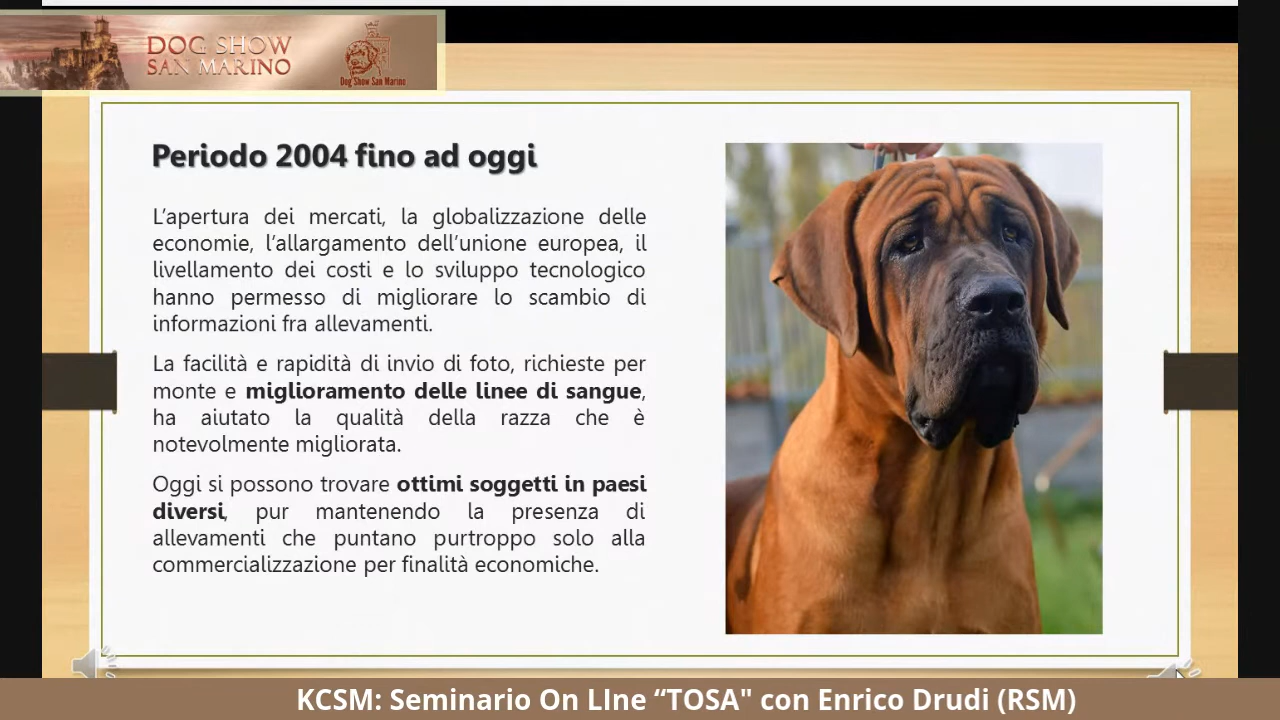 DOG SHOW
SAN MARINO
Dog Show San Marino
Periodo 2004 fino ad oggi
L’apertura dei mercati, la globalizzazione delle
economie, l’allargamento dell’unione europea, il
livellamento dei costi e lo sviluppo tecnologico
hanno permesso di migliorare lo scambio di
informazioni fra allevamenti.
La facilità e rapidità di invio di foto, richieste per
monte e miglioramento delle linee di sangue,
ha aiutato la qualità della razza che è
notevolmente migliorata.
Oggi si possono trovare ottimi soggetti in paesi
diversi, pur mantenendo la presenza di
allevamenti che puntano purtroppo solo alla
commercializzazione per finalità economiche.
KCSM: Seminario On LIne “TOSA" con Enrico Drudi (RSM)